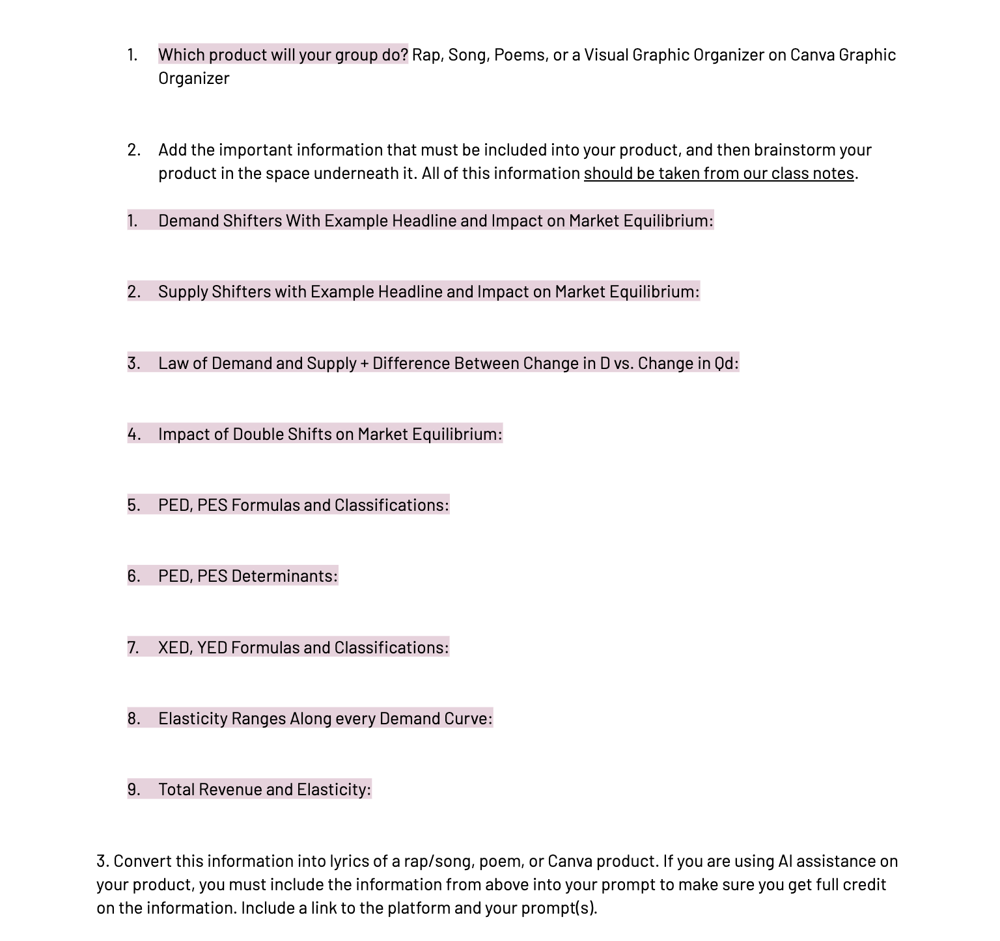 1. Which product will your group do? Rap, Song, Poems, or a Visual Graphic Organizer on Canva Graphic
Organizer
2. Add the important information that must be included into your product, and then brainstorm your
product in the space underneath it. All of this information should be taken from our class notes.
1. Demand Shifters With Example Headline and Impact on Market Equilibrium:
2. Supply Shifters with Example Headline and Impact on Market Equilibrium:
3. Law of Demand and Supply + Difference Between Change in D vs. Change in Qd:
4. Impact of Double Shifts on Market Equilibrium:
5. PED, PES Formulas and Classifications:
6. PED, PES Determinants:
7. XED, YED Formulas and Classifications:
8. Elasticity Ranges Along every Demand Curve:
9. Total Revenue and Elasticity:
3. Convert this information into lyrics of a rap/song, poem, or Canva product. If you are using AI assistance on
your product, you must include the information from above into your prompt to make sure you get full credit
on the information. Include a link to the platform and your prompt(s).